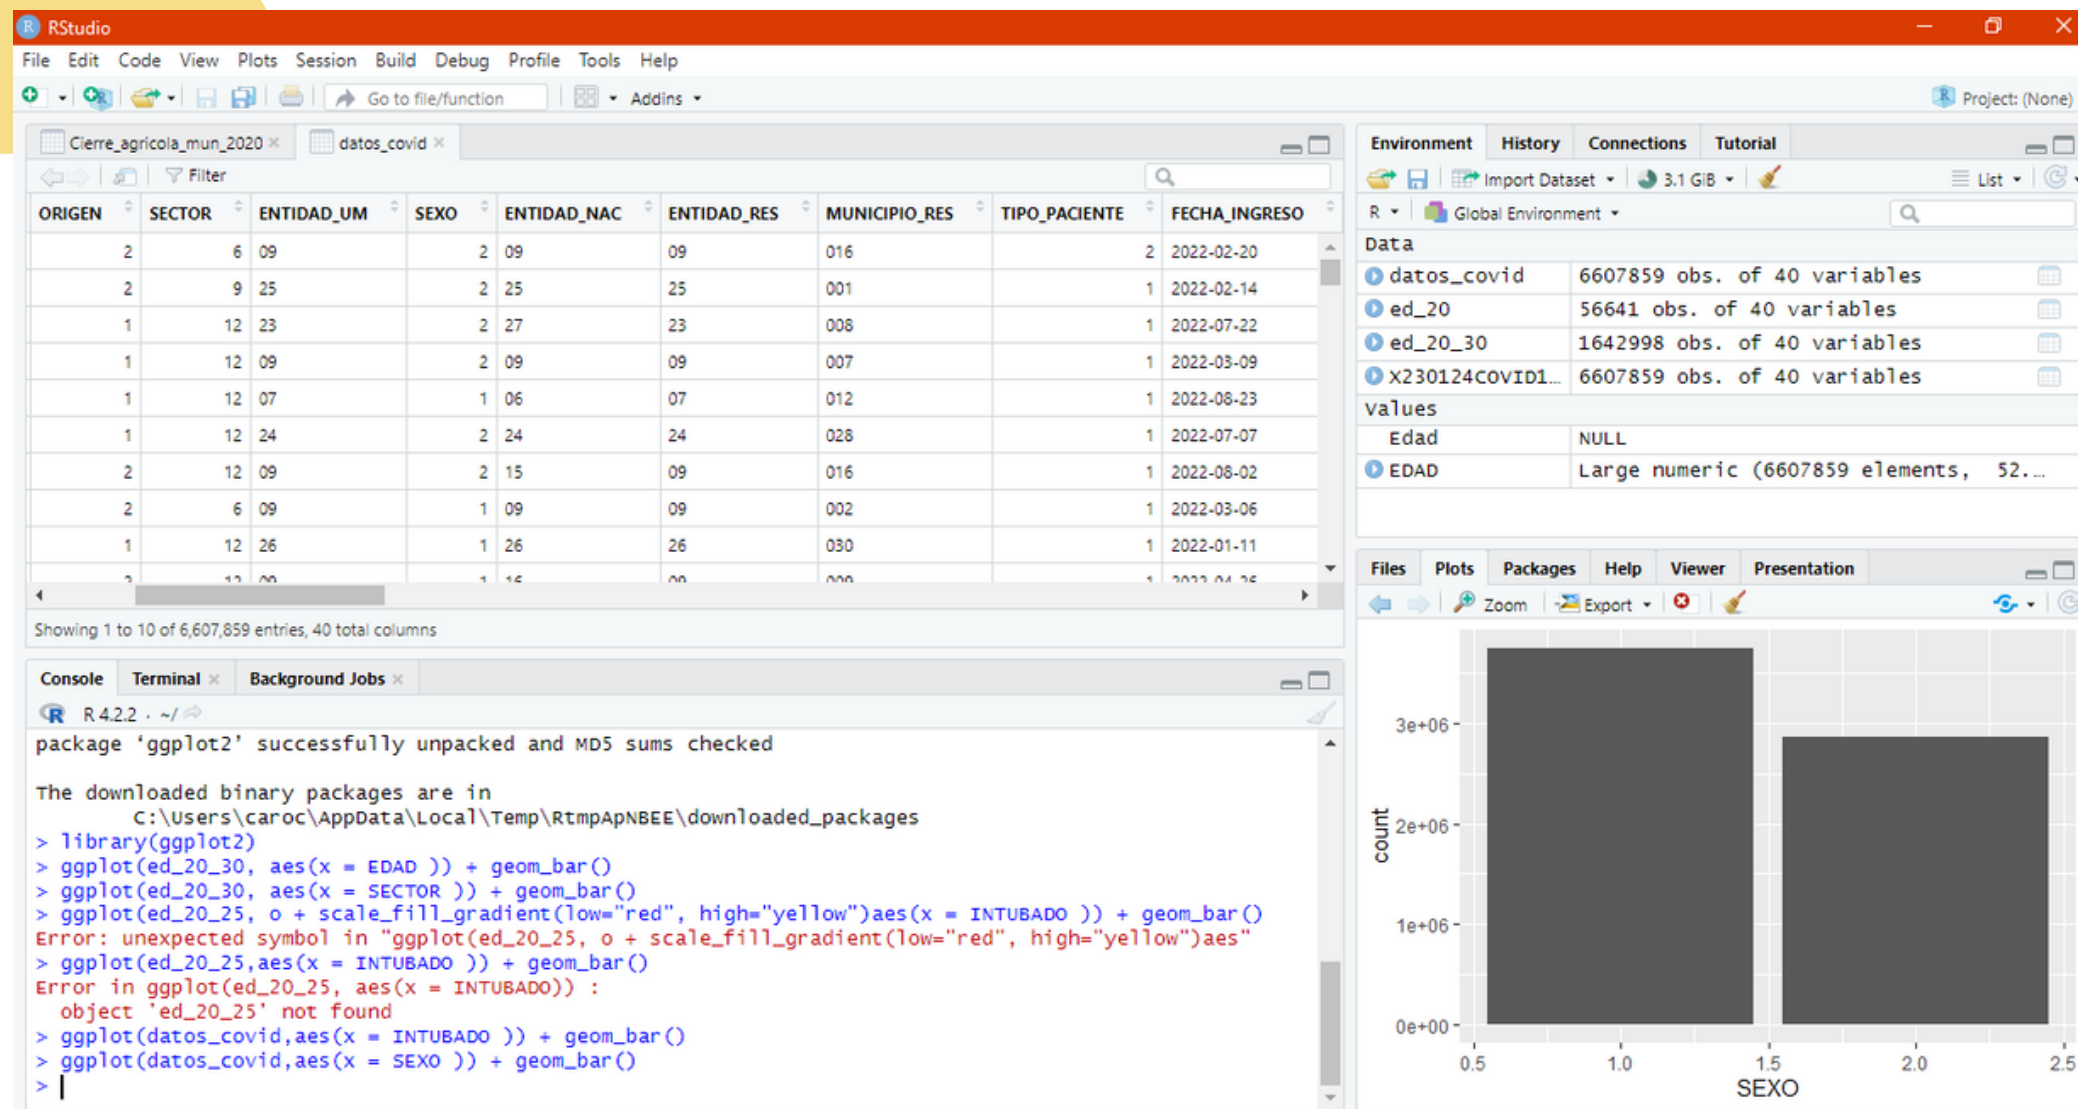 RStudio
File Edit Code View Plots Session Build Debug Profile Tools Help
Go to file/function Addins Project: (None)
Cierre_agricola_mun_2020 datos_covid
Filter
ORIGEN SECTOR ENTIDAD_UM SEXO ENTIDAD_NAC ENTIDAD_RES MUNICIPIO_RES TIPO_PACIENTE FECHA_INGRESO
2 6 09 2 09 09 016 2 2022-02-20
2 9 25 2 25 25 001 1 2022-02-14
1 12 23 2 27 23 008 1 2022-07-22
1 12 09 2 09 09 007 1 2022-03-09
1 12 07 1 06 07 012 1 2022-08-23
1 12 24 2 24 24 028 1 2022-07-07
2 12 09 2 15 09 016 1 2022-08-02
2 6 09 1 09 09 002 1 2022-03-06
1 12 26 1 26 26 030 1 2022-01-11
Showing 1 to 10 of 6,607,859 entries, 40 total columns
Console Terminal Background Jobs
R 4.2.2 · ~/
package ‘ggplot2’ successfully unpacked and MD5 sums checked
The downloaded binary packages are in
C:\Users\caroc\AppData\Local\Temp\RtmpApNBEE\downloaded_packages
> library(ggplot2)
> ggplot(ed_20_30, aes(x = EDAD )) + geom_bar()
> ggplot(ed_20_30, aes(x = SECTOR )) + geom_bar()
> ggplot(ed_20_25, o + scale_fill_gradient(low="red", high="yellow")aes(x = INTUBADO )) + geom_bar()
Error: unexpected symbol in "ggplot(ed_20_25, o + scale_fill_gradient(low="red", high="yellow")aes"
> ggplot(ed_20_25,aes(x = INTUBADO )) + geom_bar()
Error in ggplot(ed_20_25, aes(x = INTUBADO)) :
object 'ed_20_25' not found
> ggplot(datos_covid,aes(x = INTUBADO )) + geom_bar()
> ggplot(datos_covid,aes(x = SEXO )) + geom_bar()
>
Environment History Connections Tutorial
Import Dataset 3.1 GiB List
R Global Environment
Data
datos_covid 6607859 obs. of 40 variables
ed_20 56641 obs. of 40 variables
ed_20_30 1642998 obs. of 40 variables
X230124COVID1… 6607859 obs. of 40 variables
Values
Edad NULL
EDAD Large numeric (6607859 elements, 52.…
Files Plots Packages Help Viewer Presentation
Zoom Export
3e+06
2e+06
1e+06
0e+00
count
0.5 1.0 1.5 2.0 2.5
SEXO